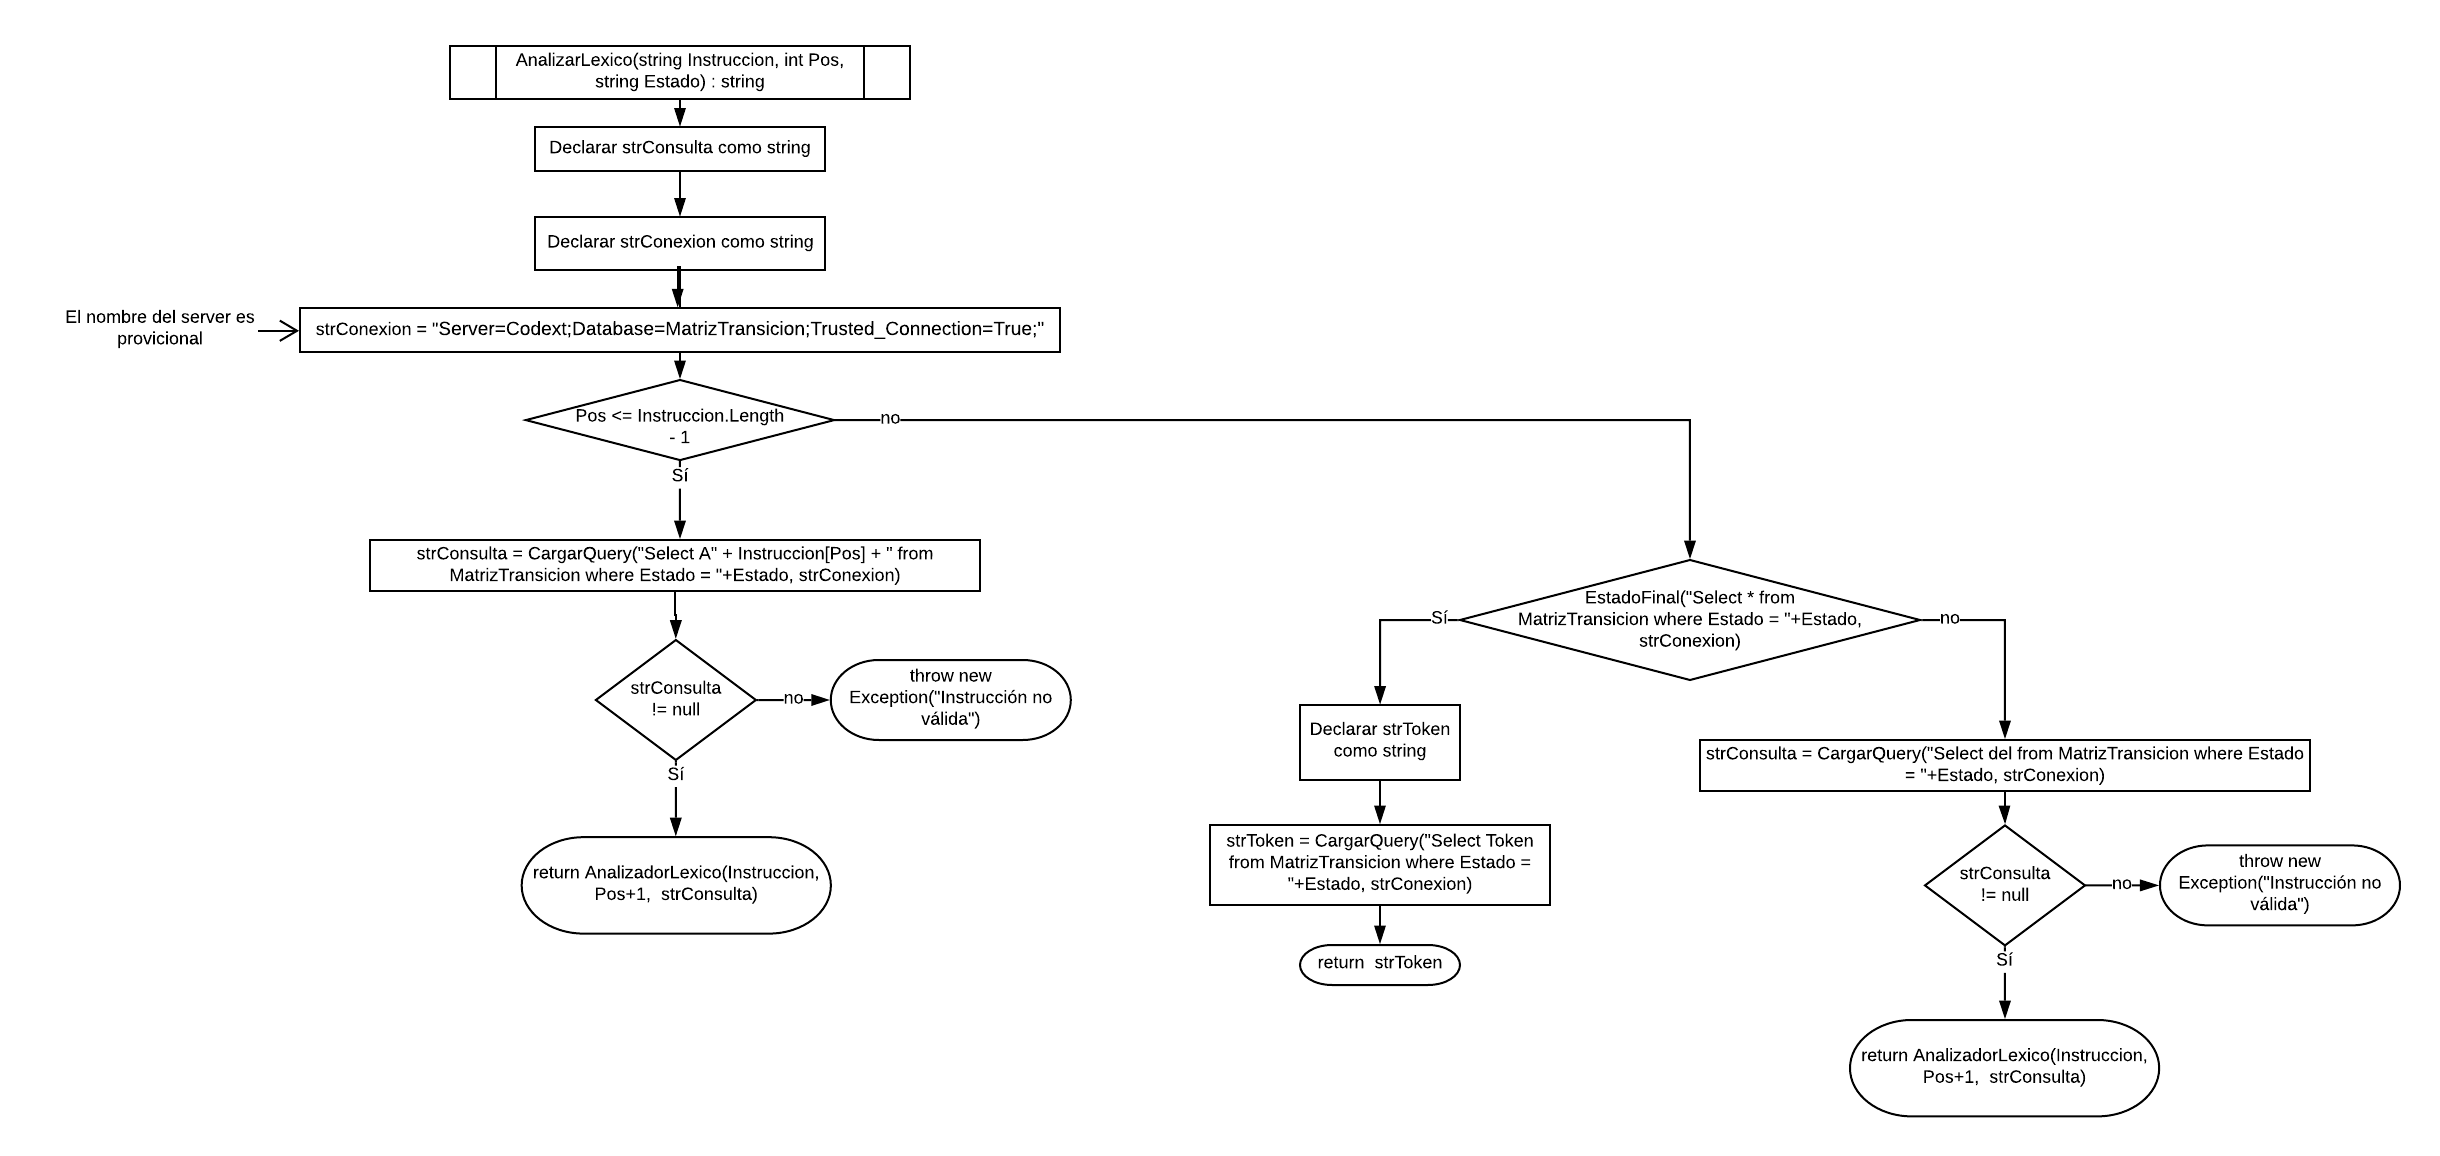 AnalizarLexico(string Instruccion, int Pos,
string Estado) : string
Declarar strConsulta como string
Declarar strConexion como string
El nombre del server es
provicional
strConexion = "Server=Codext;Database=MatrizTransicion;Trusted_Connection=True;"
Pos <= Instruccion.Length
- 1
no
Sí
strConsulta = CargarQuery("Select A" + Instruccion[Pos] + " from
MatrizTransicion where Estado = "+Estado, strConexion)
strConsulta
!= null
no
throw new
Exception("Instrucción no
válida")
Sí
return AnalizadorLexico(Instruccion,
Pos+1,  strConsulta)
EstadoFinal("Select * from
MatrizTransicion where Estado = "+Estado,
strConexion)
Sí
no
Declarar strToken
como string
strToken = CargarQuery("Select Token
from MatrizTransicion where Estado =
"+Estado, strConexion)
return  strToken
strConsulta = CargarQuery("Select del from MatrizTransicion where Estado
= "+Estado, strConexion)
strConsulta
!= null
no
throw new
Exception("Instrucción no
válida")
Sí
return AnalizadorLexico(Instruccion,
Pos+1,  strConsulta)